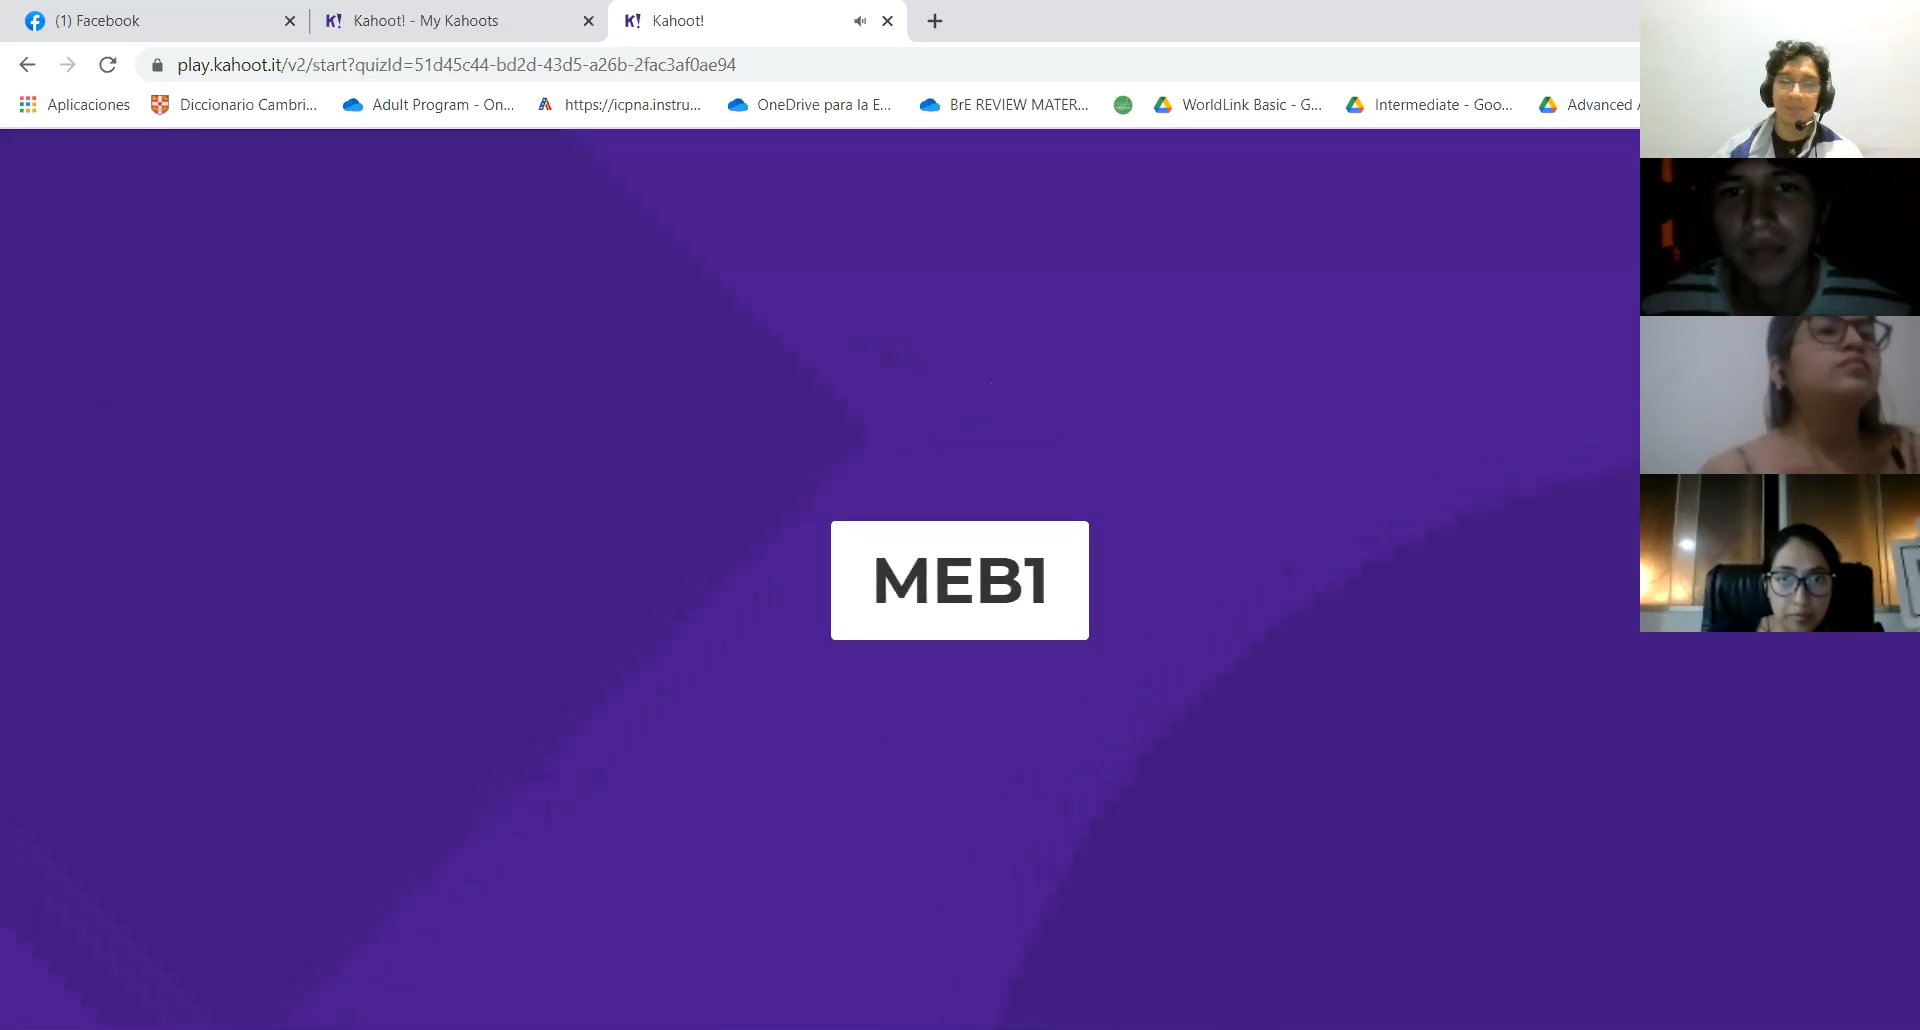 (1) Facebook
K! Kahoot! - My Kahoots
K! Kahoot!
play.kahoot.it/v2/start?quizId=51d45c44-bd2d-43d5-a26b-2fac3af0ae94
Aplicaciones Diccionario Cambri... Adult Program - On... https://icpna.instru... OneDrive para la E... BrE REVIEW MATER... WorldLink Basic - G... Intermediate - Goo... Advanced
MEB1